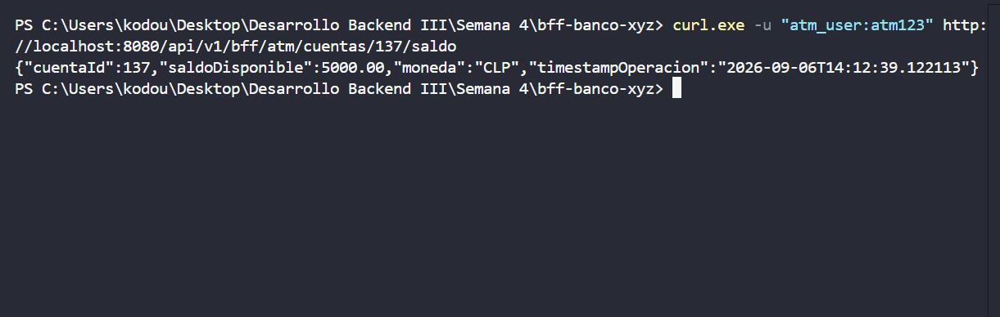 PS C:\Users\kodou\Desktop\Desarrollo Backend III\Semana 4\bff-banco-xyz> curl.exe -u "atm_user:atm123" http:
//localhost:8080/api/v1/bff/atm/cuentas/137/saldo
{"cuentaId":137,"saldoDisponible":5000.00,"moneda":"CLP","timestampOperacion":"2026-09-06T14:12:39.122113"}
PS C:\Users\kodou\Desktop\Desarrollo Backend III\Semana 4\bff-banco-xyz>